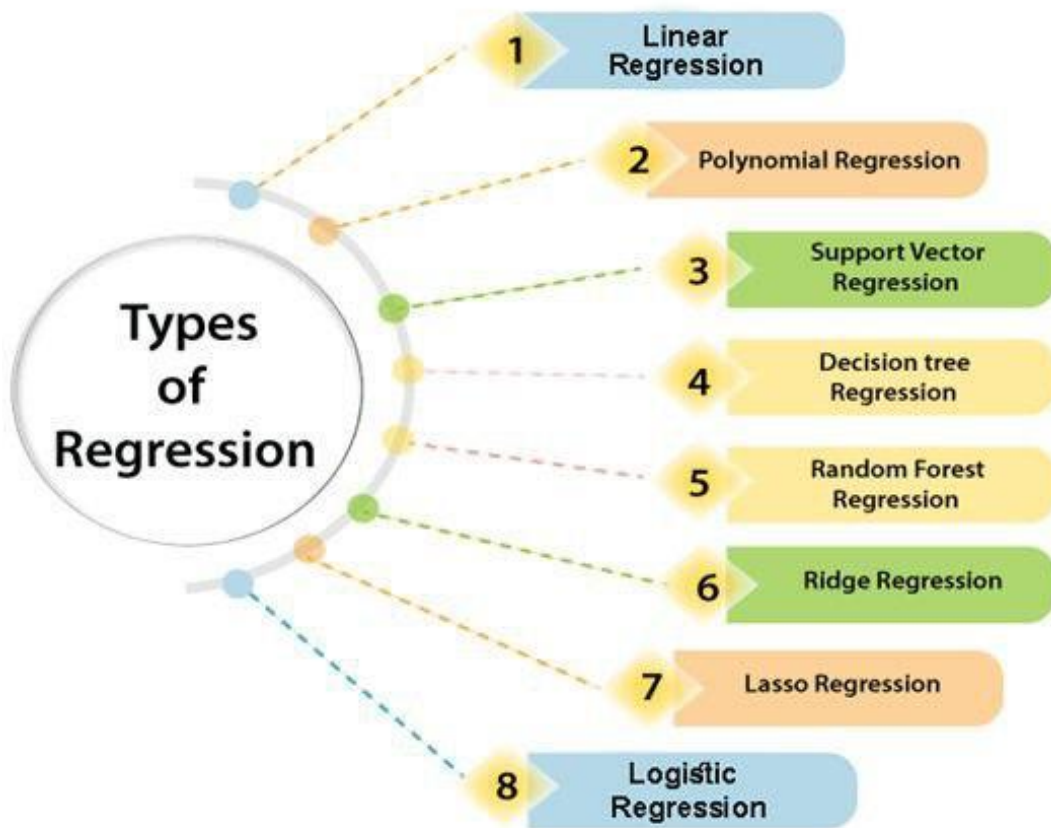 Types
of
Regression
1
Linear
Regression
2
Polynomial Regression
3
Support Vector
Regression
4
Decision tree
Regression
5
Random Forest
Regression
6
Ridge Regression
7
Lasso Regression
8
Logistic
Regression